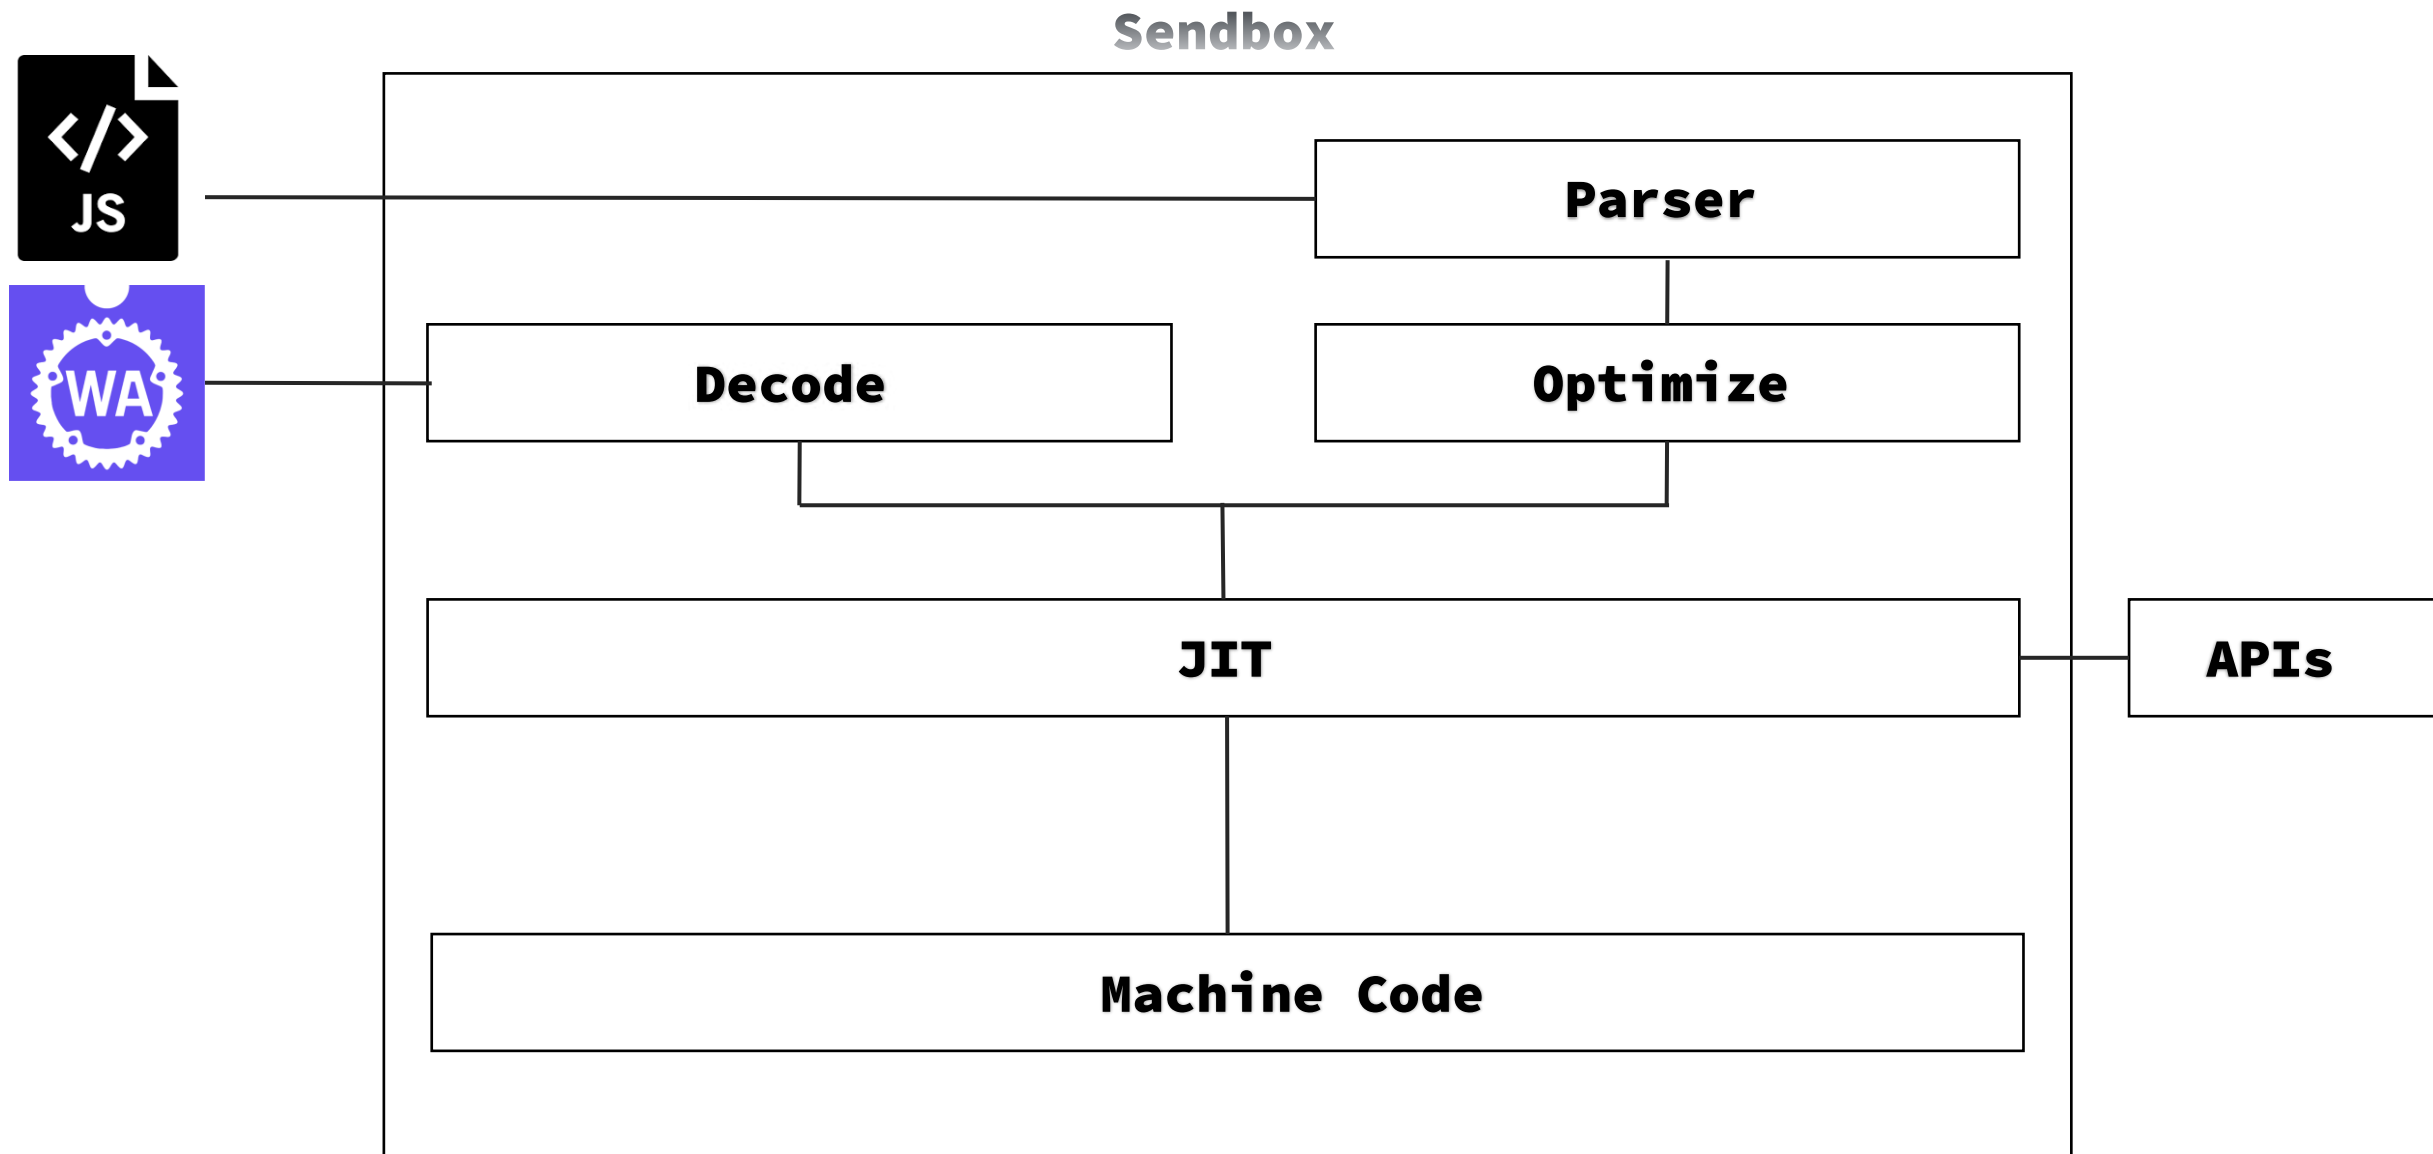 Sendbox
</>
JS
Parser
WA
Decode
Optimize
JIT
APIs
Machine Code